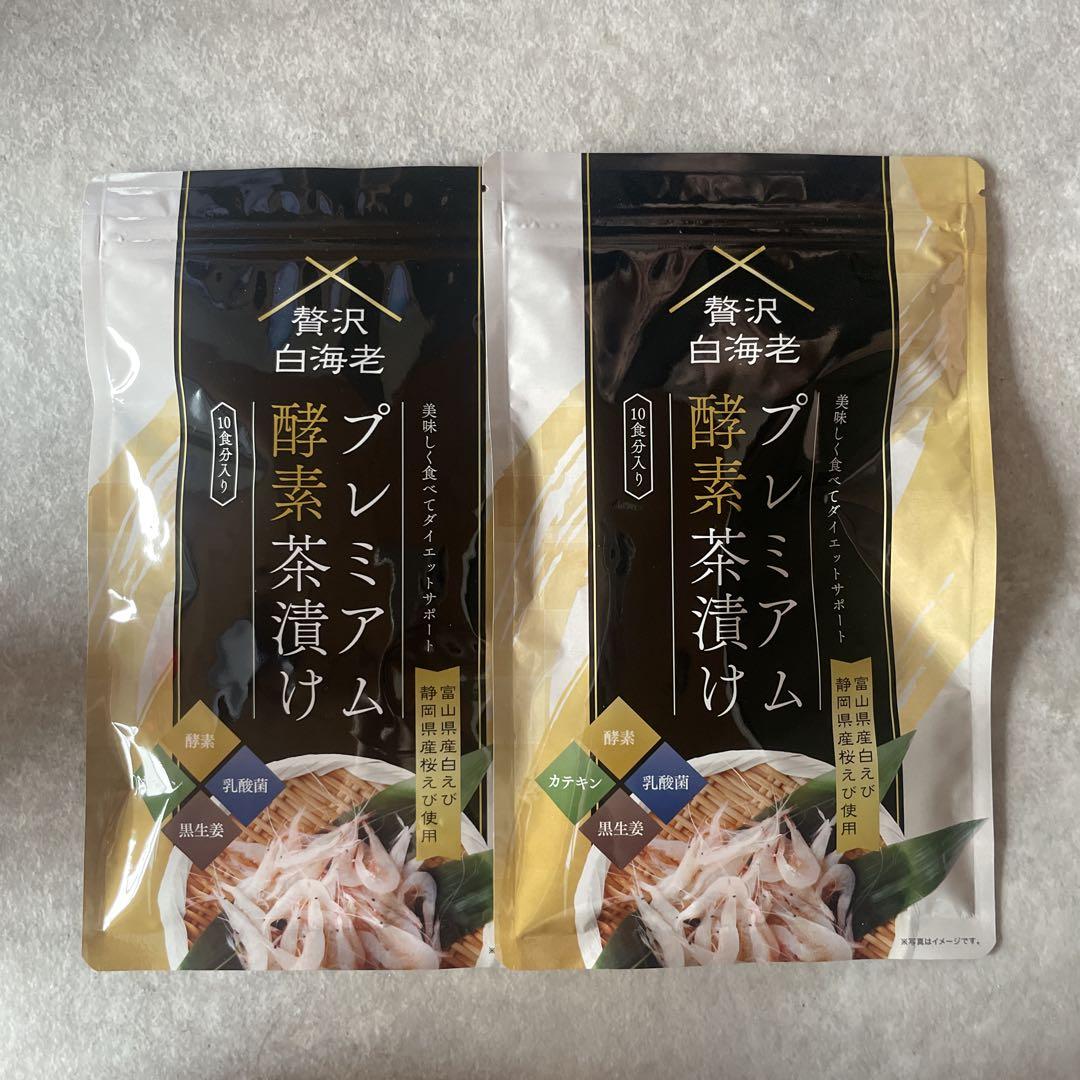 贅沢
白海老
美味しく食べてダイエットサポート
プレミアム
酵素茶漬け
10食分入り
富山県産白えび
静岡県産桜えび使用
酵素
乳酸菌
黒生姜
※
贅沢
白海老
美味しく食べてダイエットサポート
プレミアム
酵素茶漬け
10食分入り
富山県産白えび
静岡県産桜えび使用
酵素
カテキン
乳酸菌
黒生姜
※写真はイメージです。